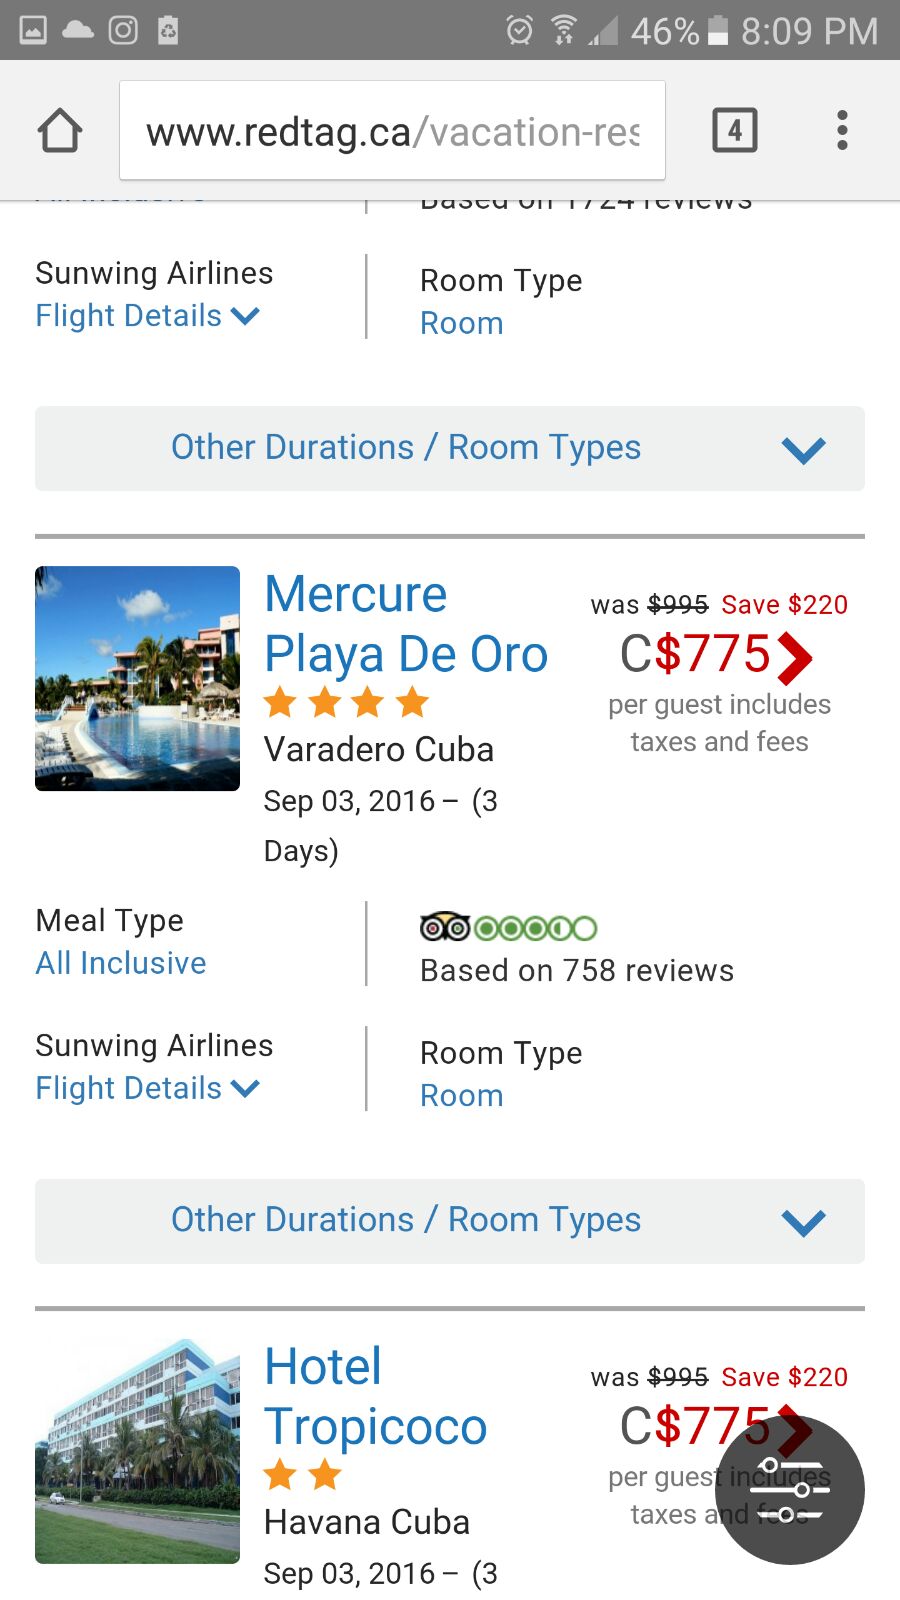 46% 8:09 PM
www.redtag.ca/vacation-res
4
All Inclusive
Based on 1724 reviews
Sunwing Airlines
Flight Details
Room Type
Room
Other Durations / Room Types
Mercure
Playa De Oro
was $995 Save $220
C$775
per guest includes
taxes and fees
Varadero Cuba
Sep 03, 2016 – (3
Days)
Meal Type
All Inclusive
Based on 758 reviews
Sunwing Airlines
Flight Details
Room Type
Room
Other Durations / Room Types
Hotel
Tropicoco
was $995 Save $220
C$775
per guest includes
taxes and fees
Havana Cuba
Sep 03, 2016 – (3